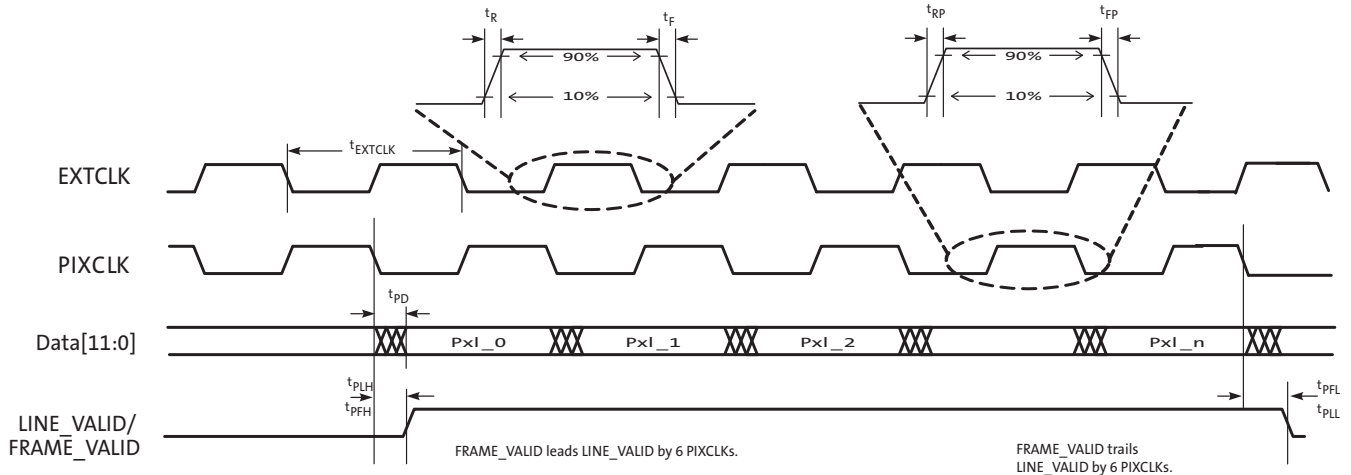 tR
tF
tRP
tFP
90%
90%
10%
10%
tEXTCLK
EXTCLK
PIXCLK
tPD
Data[11:0]
Pxl_0
Pxl_1
Pxl_2
Pxl_n
tPLH
tPFH
tPFL
tPLL
LINE_VALID/
FRAME_VALID
FRAME_VALID leads LINE_VALID by 6 PIXCLKs.
FRAME_VALID trails
LINE_VALID by 6 PIXCLKs.